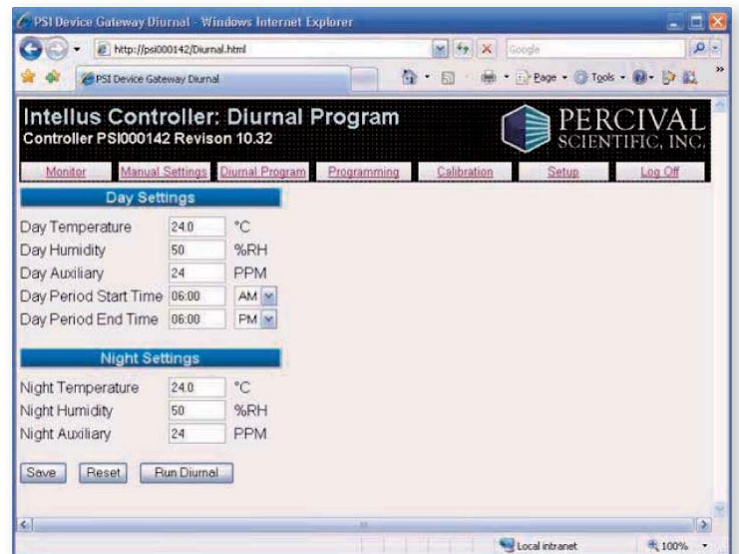 PSI Device Gateway Diurnal - Windows Internet Explorer
http://psi000142/Diurnal.html
Google
PSI Device Gateway Diurnal
Page
Tools
Intellus Controller: Diurnal Program
Controller PSI000142 Revison 10.32
PERCIVAL
SCIENTIFIC, INC.
Monitor Manual Settings Diurnal Program Programming Calibration Setup Log Off
Day Settings
Day Temperature 24.0 °C
Day Humidity 50 %RH
Day Auxiliary 24 PPM
Day Period Start Time 06:00 AM
Day Period End Time 06:00 PM
Night Settings
Night Temperature 24.0 °C
Night Humidity 50 %RH
Night Auxiliary 24 PPM
Save Reset Run Diurnal
Local intranet 100%